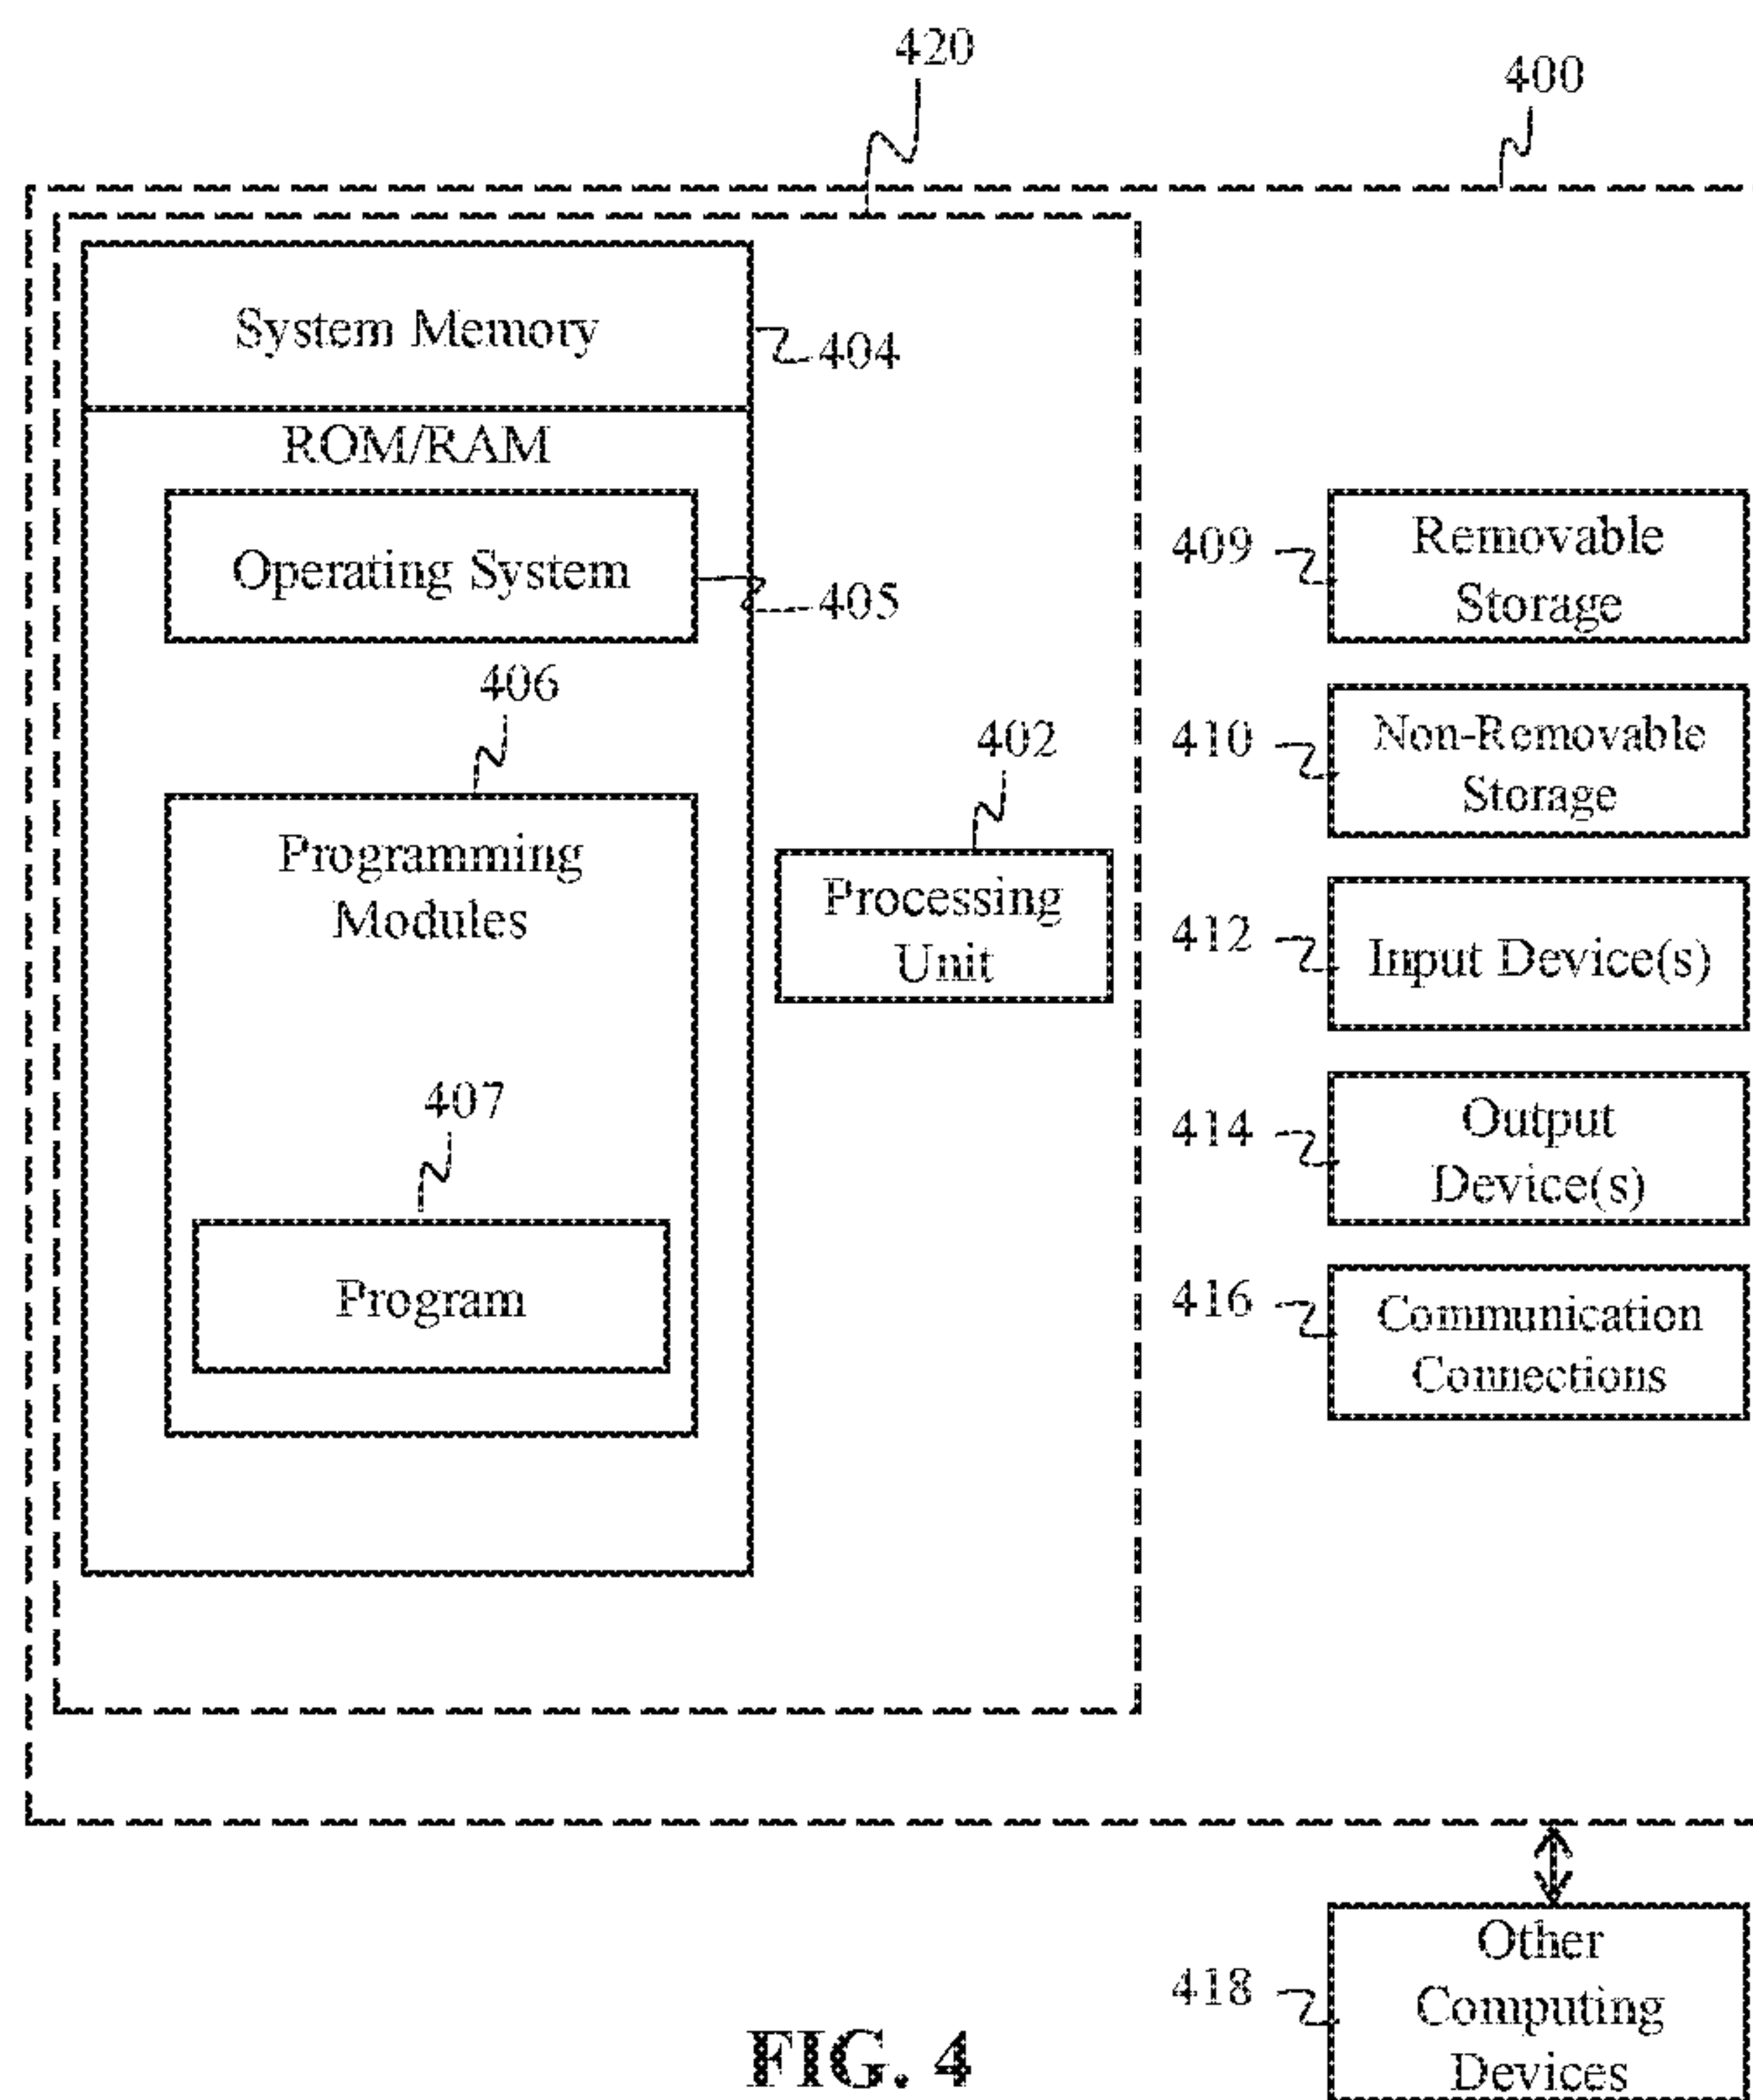 420
400
System Memory
404
ROM/RAM
Operating System
405
406
Programming
Modules
402
Processing
Unit
407
Program
409
Removable
Storage
410
Non-Removable
Storage
412
Input Device(s)
414
Output
Device(s)
416
Communication
Connections
418
Other
Computing
Devices
FIG. 4